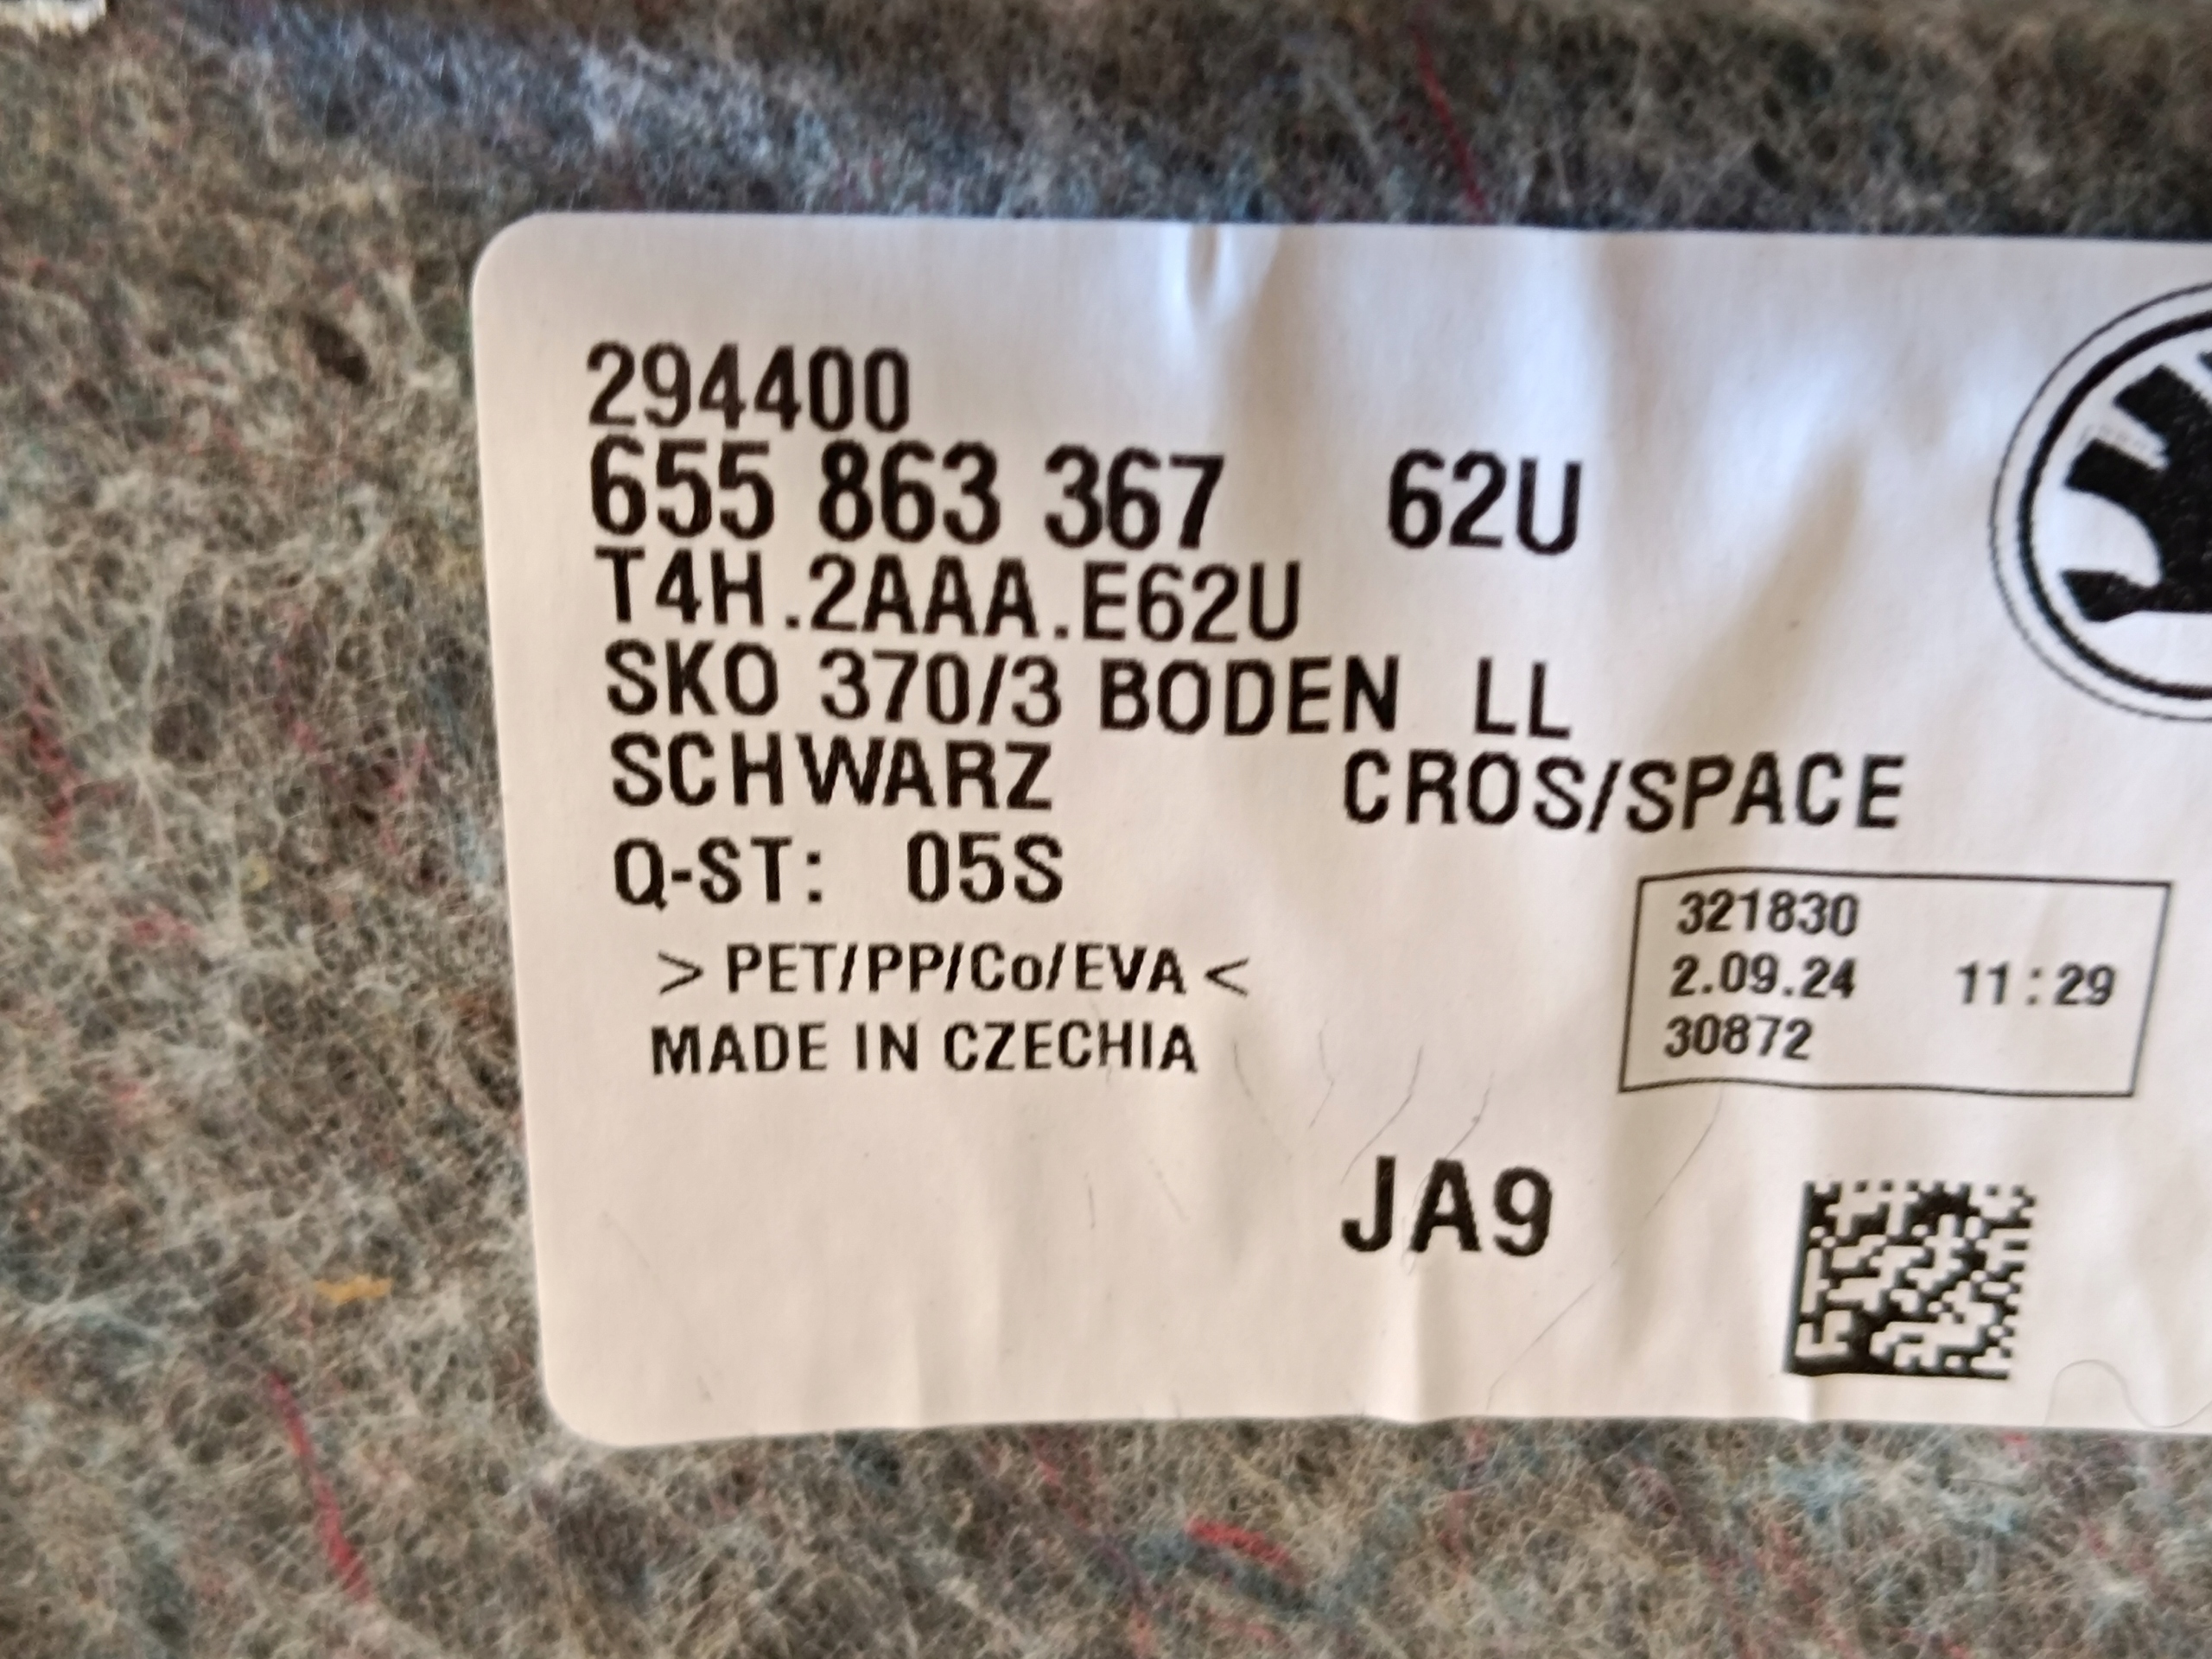 294400
655 863 367 62U
T4H.2AAA.E62U
SKO 370/3 BODEN LL
SCHWARZ CROS/SPACE
Q-ST: 05S
> PET/PP/Co/EVA <
MADE IN CZECHIA
321830
2.09.24 11:29
30872
JA9